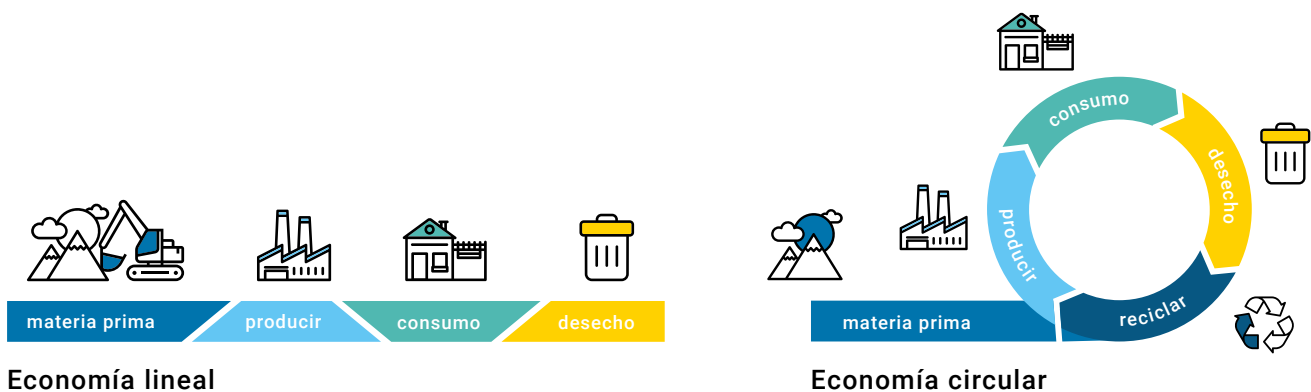 materia prima
producir
consumo
desecho
Economía lineal
materia prima
producir
consumo
desecho
reciclar
Economía circular